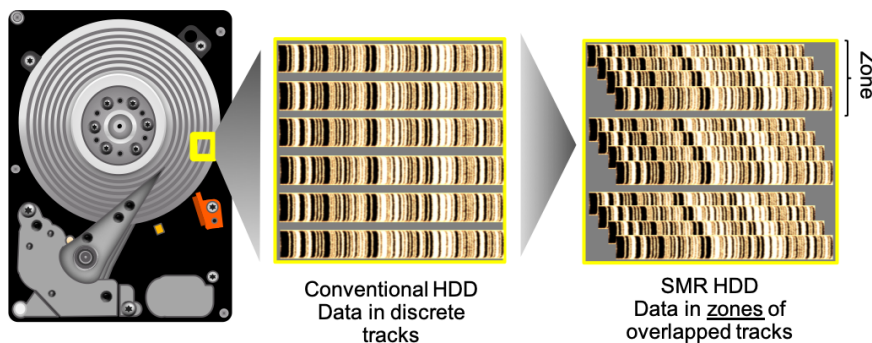 Zone
Conventional HDD
Data in discrete
tracks
SMR HDD
Data in zones of
overlapped tracks